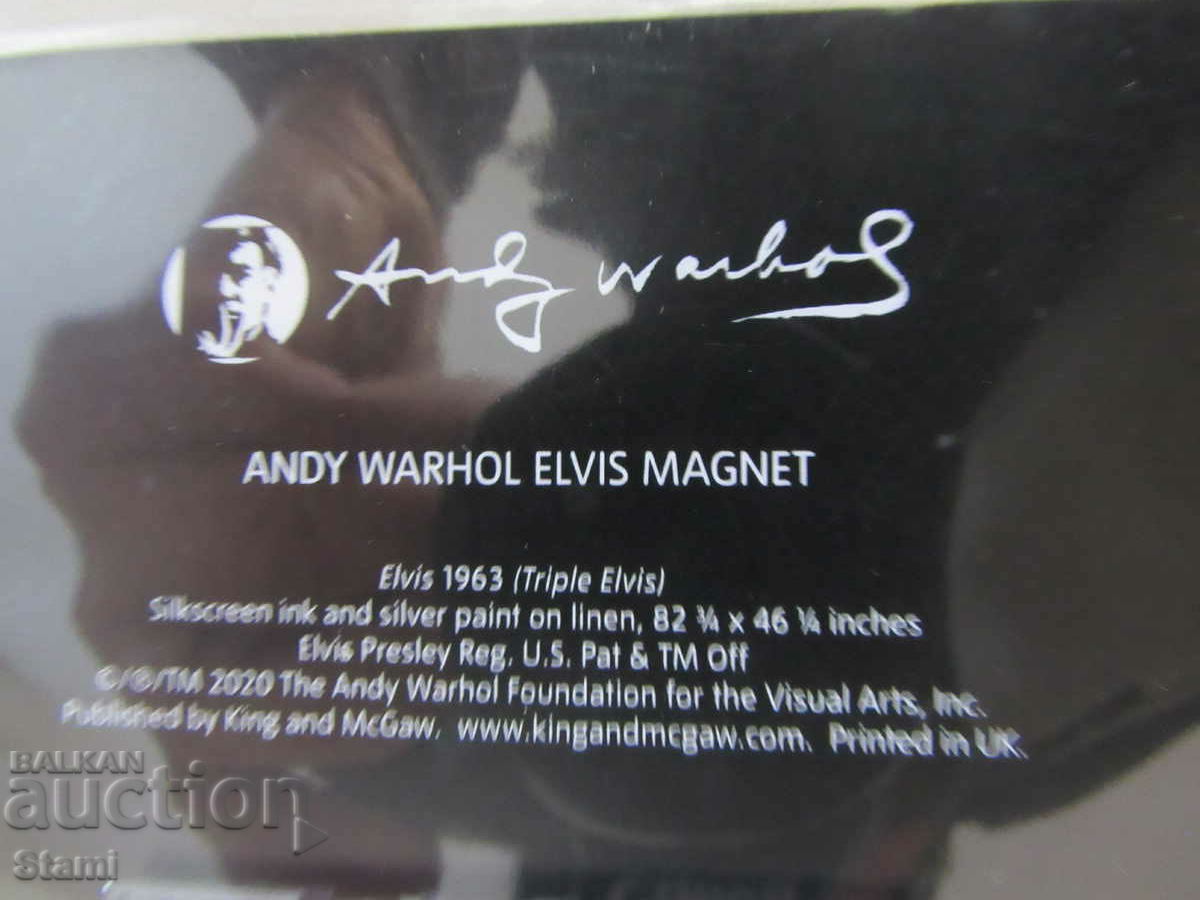 Andy Warhol
ANDY WARHOL ELVIS MAGNET
Elvis 1963 (Triple Elvis)
Silkscreen ink and silver paint on linen, 82 ¾ x 46 ¼ inches
Elvis Presley Reg. U.S. Pat & TM Off
©/®/TM 2020 The Andy Warhol Foundation for the Visual Arts, Inc.
Published by King and McGaw. www.kingandmcgaw.com. Printed in UK.
BALKAN
auction
Stami